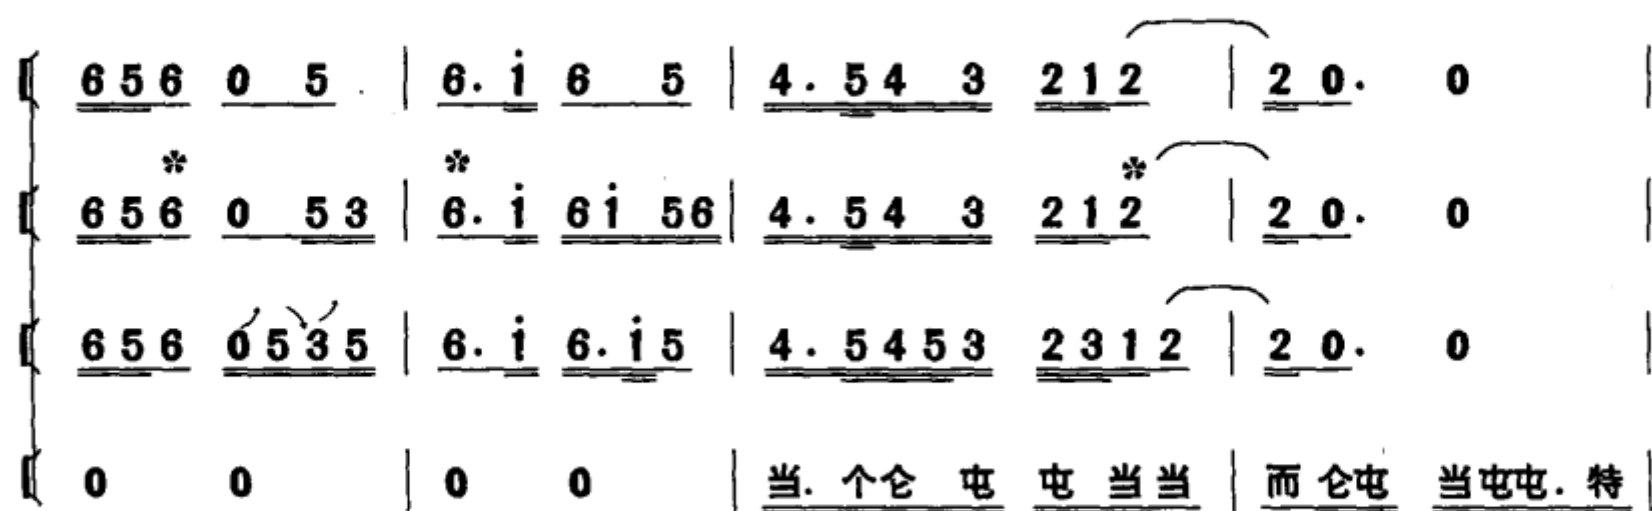 656 0 5 | 6. i 6 5 | 4. 54 3 212 | 2 0. 0
* * *
656 0 53 | 6. i 6i 56 | 4. 54 3 212 | 2 0. 0
656 0535 | 6. i 6. i5 | 4. 5453 2312 | 2 0. 0
0 0 | 0 0 | 当. 个仑 屯 屯 当当 | 而仑屯 当屯屯. 特